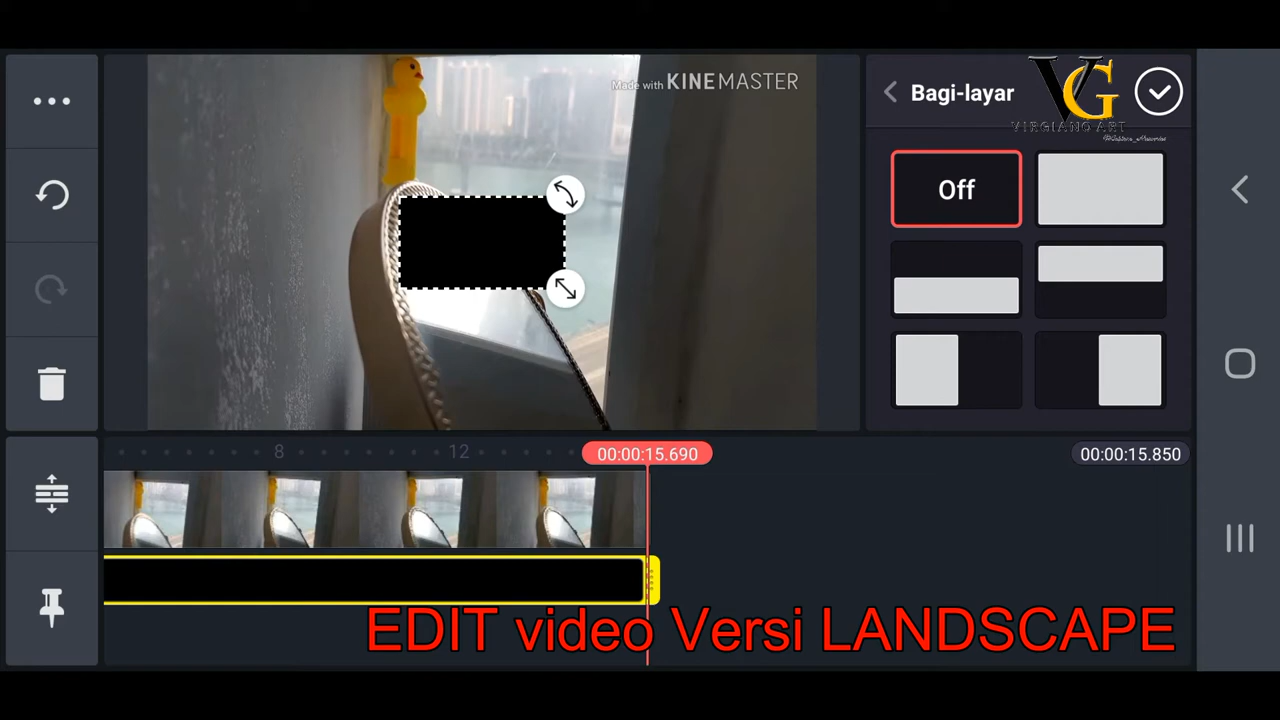 Made with KINEMASTER
Bagi-layar
VG
VIRGIANO ART
Off
8
12
00:00:15.690
00:00:15.850
EDIT video Versi LANDSCAPE